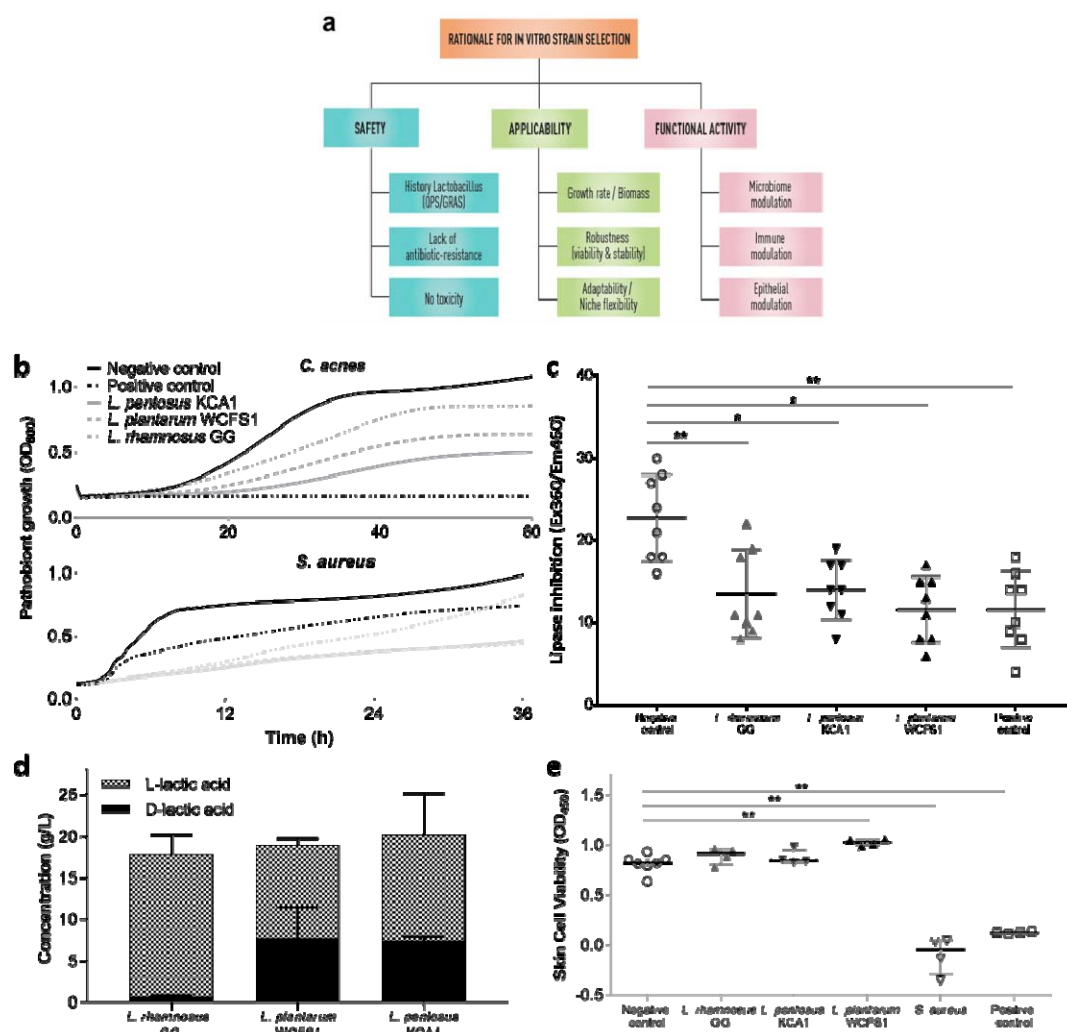 a
RATIONALE FOR IN VITRO STRAIN SELECTION
SAFETY
APPLICABILITY
FUNCTIONAL ACTIVITY
History Lactobacillus
(QPS/GRAS)
Growth rate / Biomass
Microbiome
modulation
Lack of
antibiotic-resistance
Robustness
(viability & stability)
Immune
modulation
No toxicity
Adaptability /
Niche flexibility
Epithelial
modulation
b
C. acnes
Negative control
Positive control
L. pentosus KCA1
L. plantarum WCFS1
L. rhamnosus GG
1.0
0.5
0.0
0
20
40
60
S. aureus
1.0
0.5
0.0
0
12
24
36
Pathobiont growth (OD600)
Time (h)
c
Lipase inhibition (Ex360/Em460)
40
30
20
10
0
**
*
*
**
Negative
control
L. rhamnosus
GG
L. pentosus
KCA1
L. plantarum
WCFS1
Positive
control
d
L-lactic acid
D-lactic acid
Concentration (g/L)
25
20
15
10
5
0
L. rhamnosus
GG
L. plantarum
WCFS1
L. pentosus
KCA1
e
Skin Cell Viability (OD450)
1.5
1.0
0.5
0.0
-0.5
**
**
**
Negative
control
L. rhamnosus
GG
L. pentosus
KCA1
L. plantarum
WCFS1
S. aureus
Positive
control